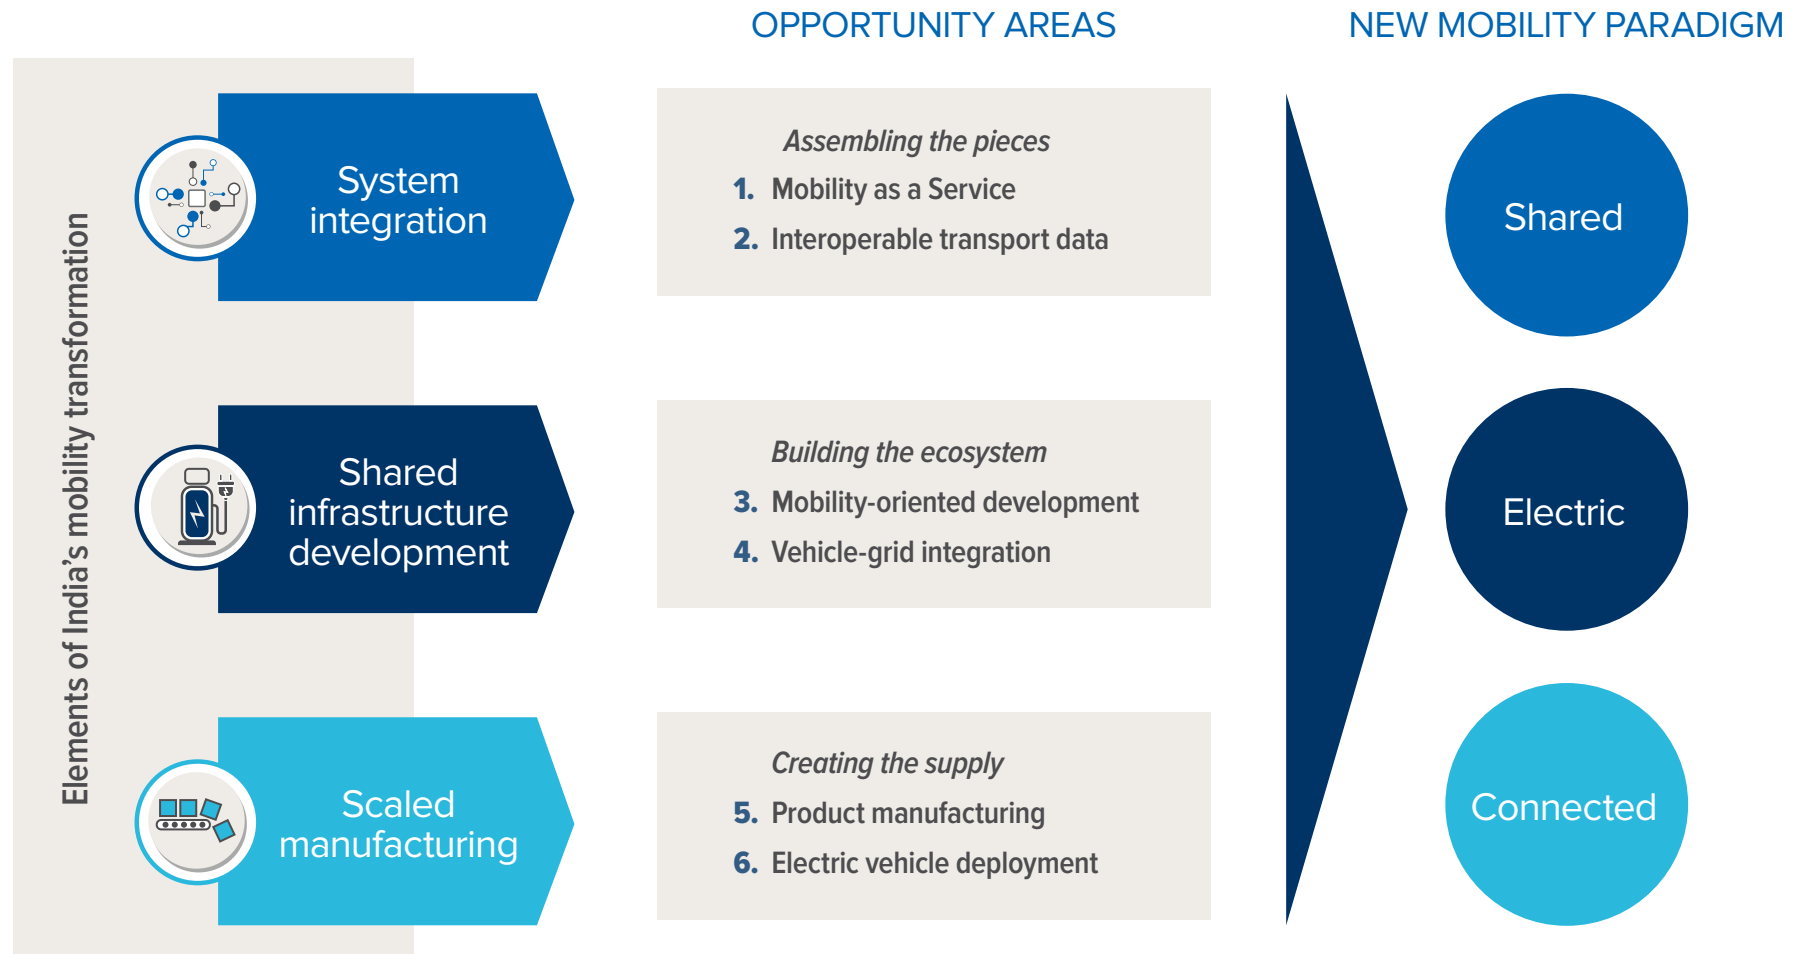 OPPORTUNITY AREAS
NEW MOBILITY PARADIGM
Elements of India’s mobility transformation
System
integration
Assembling the pieces
1. Mobility as a Service
2. Interoperable transport data
Shared
infrastructure
development
Building the ecosystem
3. Mobility-oriented development
4. Vehicle-grid integration
Scaled
manufacturing
Creating the supply
5. Product manufacturing
6. Electric vehicle deployment
Shared
Electric
Connected